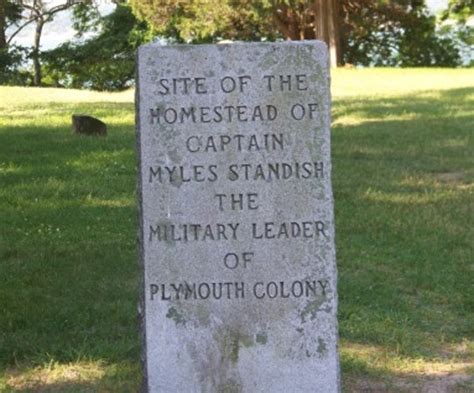 SITE OF THE
HOMESTEAD OF
CAPTAIN
MYLES STANDISH
THE
MILITARY LEADER
OF
PLYMOUTH COLONY